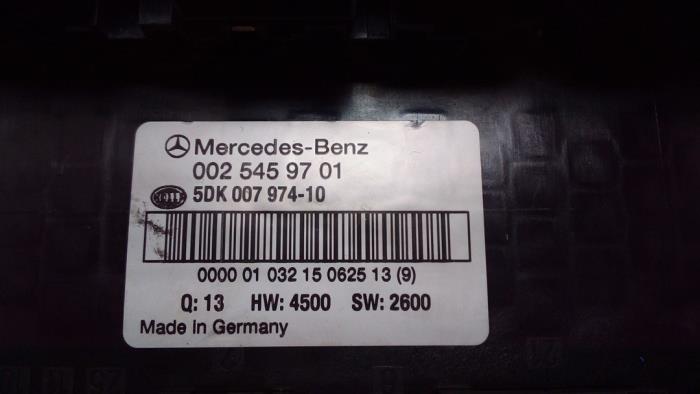 Mercedes-Benz
002 545 97 01
HELLA 5DK 007 974-10
0000 01 032 15 0625 13 (9)
Q: 13 HW: 4500 SW: 2600
Made in Germany